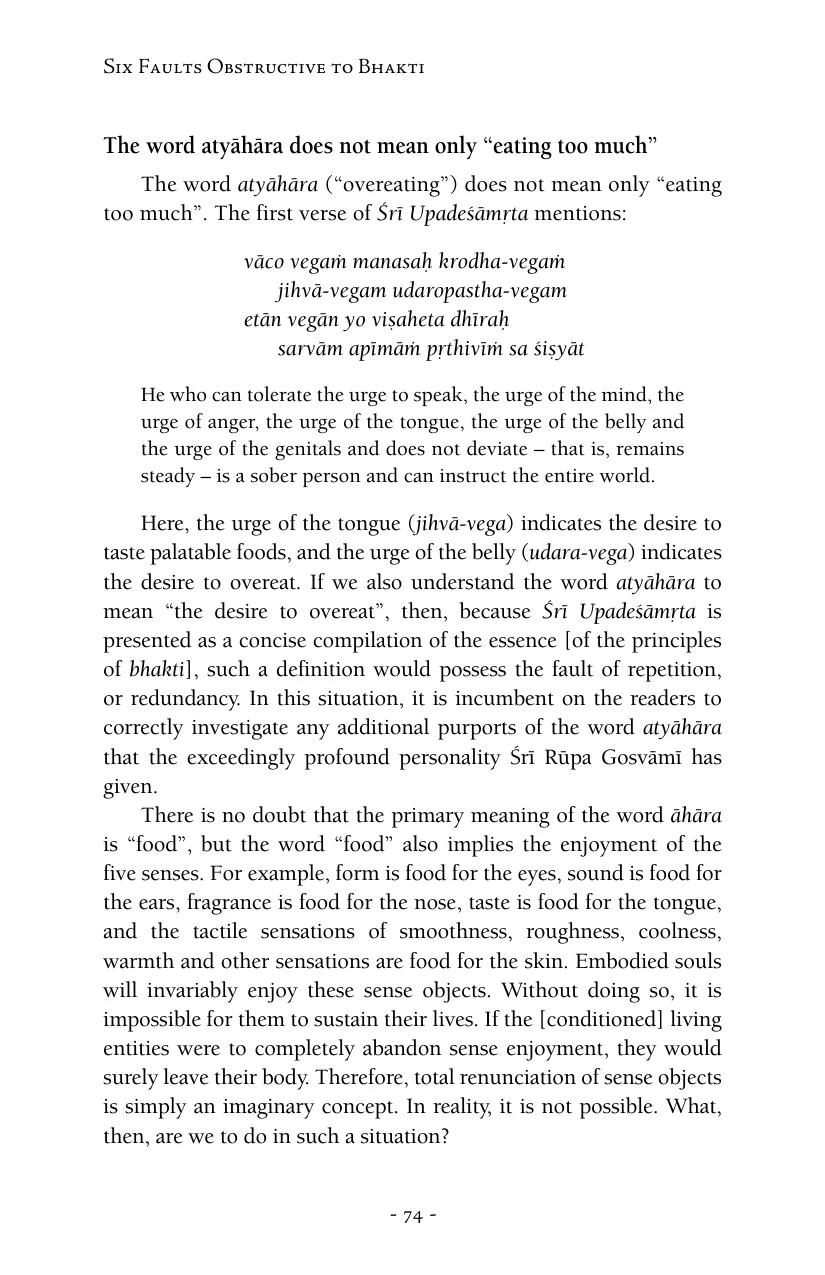 Six Faults Obstructive to Bhakti
The word atyāhāra does not mean only “eating too much”
The word atyāhāra (“overeating”) does not mean only “eating
too much”. The first verse of Śrī Upadeśāmṛta mentions:
vāco vegaṁ manasaḥ krodha-vegaṁ
jihvā-vegam udaropastha-vegam
etān vegān yo viṣaheta dhīraḥ
sarvām apīmāṁ pṛthivīṁ sa śiṣyāt
He who can tolerate the urge to speak, the urge of the mind, the
urge of anger, the urge of the tongue, the urge of the belly and
the urge of the genitals and does not deviate – that is, remains
steady – is a sober person and can instruct the entire world.
Here, the urge of the tongue (jihvā-vega) indicates the desire to
taste palatable foods, and the urge of the belly (udara-vega) indicates
the desire to overeat. If we also understand the word atyāhāra to
mean “the desire to overeat”, then, because Śrī Upadeśāmṛta is
presented as a concise compilation of the essence [of the principles
of bhakti], such a definition would possess the fault of repetition,
or redundancy. In this situation, it is incumbent on the readers to
correctly investigate any additional purports of the word atyāhāra
that the exceedingly profound personality Śrī Rūpa Gosvāmī has
given.
There is no doubt that the primary meaning of the word āhāra
is “food”, but the word “food” also implies the enjoyment of the
five senses. For example, form is food for the eyes, sound is food for
the ears, fragrance is food for the nose, taste is food for the tongue,
and the tactile sensations of smoothness, roughness, coolness,
warmth and other sensations are food for the skin. Embodied souls
will invariably enjoy these sense objects. Without doing so, it is
impossible for them to sustain their lives. If the [conditioned] living
entities were to completely abandon sense enjoyment, they would
surely leave their body. Therefore, total renunciation of sense objects
is simply an imaginary concept. In reality, it is not possible. What,
then, are we to do in such a situation?
- 74 -